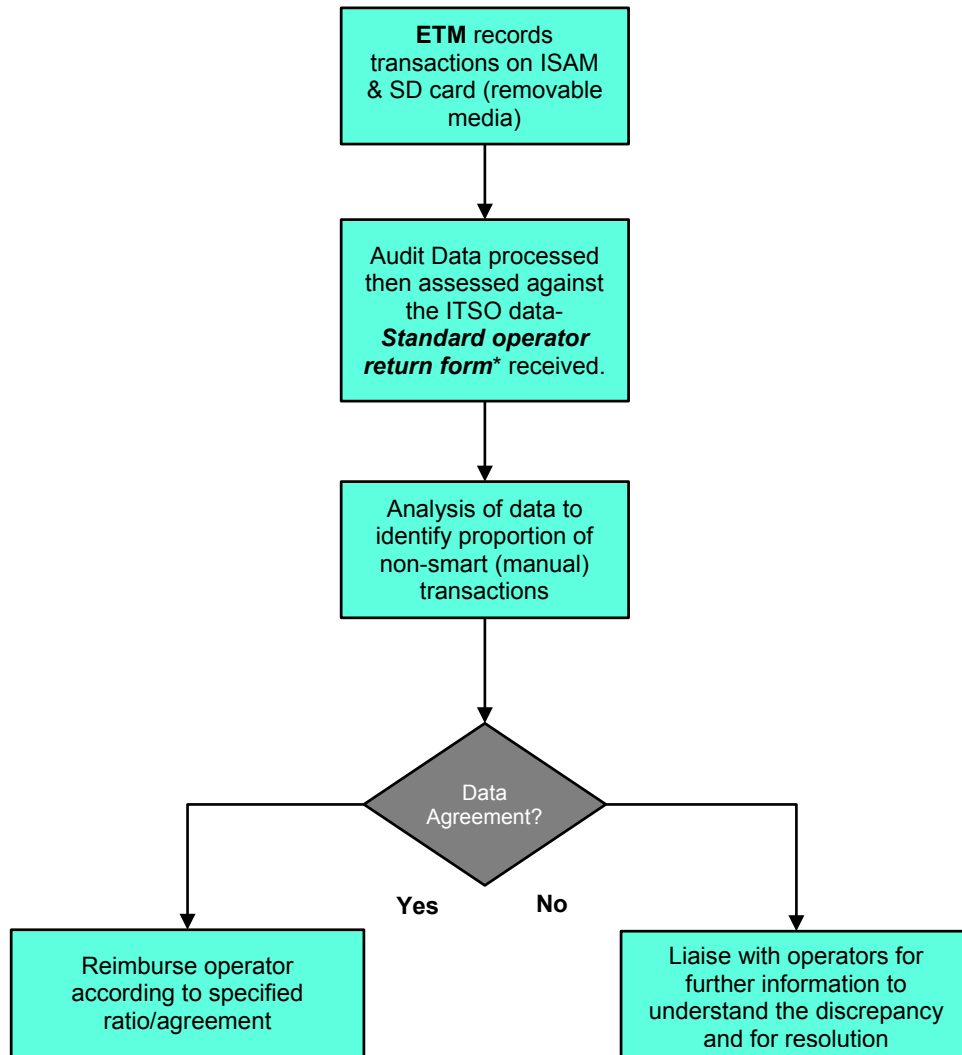 ETM records
transactions on ISAM
& SD card (removable
media)
Audit Data processed
then assessed against
the ITSO data-
Standard operator
return form* received.
Analysis of data to
identify proportion of
non-smart (manual)
transactions
Data
Agreement?
Yes
No
Reimburse operator
according to specified
ratio/agreement
Liaise with operators for
further information to
understand the discrepancy
and for resolution